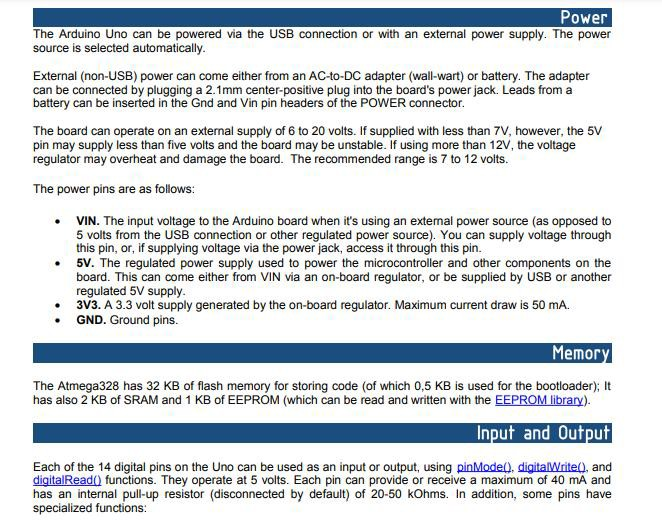 Power
The Arduino Uno can be powered via the USB connection or with an external power supply. The power
source is selected automatically.
External (non-USB) power can come either from an AC-to-DC adapter (wall-wart) or battery. The adapter
can be connected by plugging a 2.1mm center-positive plug into the board's power jack. Leads from a
battery can be inserted in the Gnd and Vin pin headers of the POWER connector.
The board can operate on an external supply of 6 to 20 volts. If supplied with less than 7V, however, the 5V
pin may supply less than five volts and the board may be unstable. If using more than 12V, the voltage
regulator may overheat and damage the board.  The recommended range is 7 to 12 volts.
The power pins are as follows:
• VIN. The input voltage to the Arduino board when it's using an external power source (as opposed to
5 volts from the USB connection or other regulated power source). You can supply voltage through
this pin, or, if supplying voltage via the power jack, access it through this pin.
• 5V. The regulated power supply used to power the microcontroller and other components on the
board. This can come either from VIN via an on-board regulator, or be supplied by USB or another
regulated 5V supply.
• 3V3. A 3.3 volt supply generated by the on-board regulator. Maximum current draw is 50 mA.
• GND. Ground pins.
Memory
The Atmega328 has 32 KB of flash memory for storing code (of which 0,5 KB is used for the bootloader); It
has also 2 KB of SRAM and 1 KB of EEPROM (which can be read and written with the EEPROM library).
Input and Output
Each of the 14 digital pins on the Uno can be used as an input or output, using pinMode(), digitalWrite(), and
digitalRead() functions. They operate at 5 volts. Each pin can provide or receive a maximum of 40 mA and
has an internal pull-up resistor (disconnected by default) of 20-50 kOhms. In addition, some pins have
specialized functions: